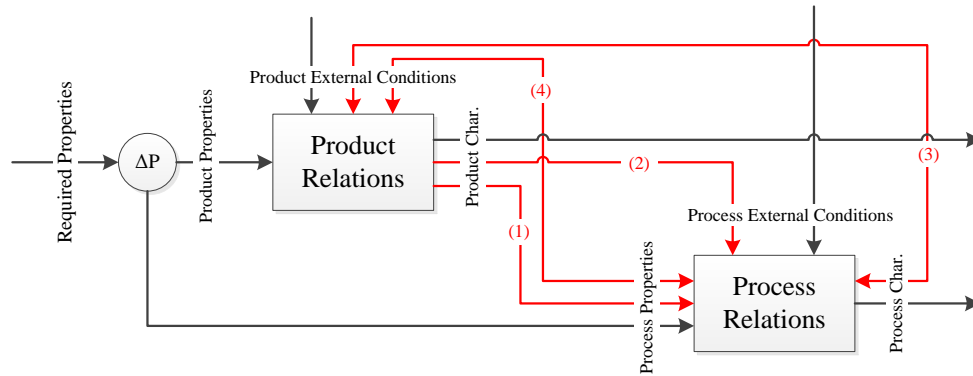 Product External Conditions
(4)
Required Properties
ΔP
Product Properties
Product
Relations
Product Char.
(2)
(3)
(1)
Process External Conditions
Process Properties
Process
Relations
Process Char.